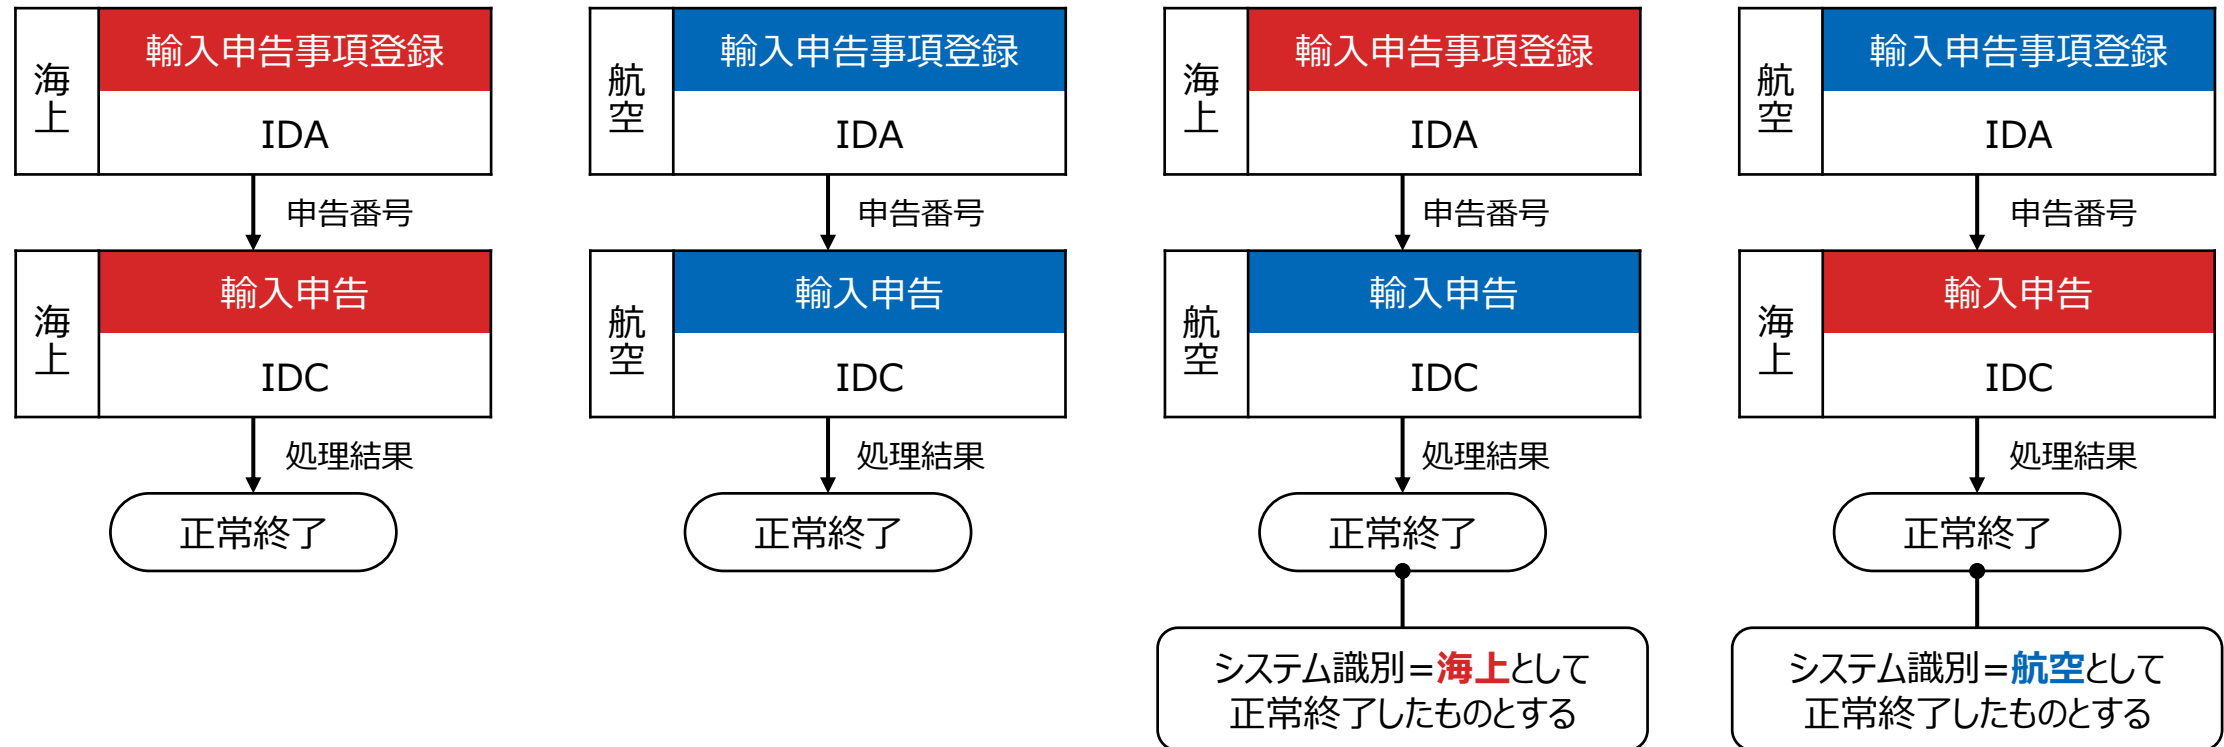 海上
輸入申告事項登録
IDA
申告番号
海上
輸入申告
IDC
処理結果
正常終了
航空
輸入申告事項登録
IDA
申告番号
航空
輸入申告
IDC
処理結果
正常終了
海上
輸入申告事項登録
IDA
申告番号
航空
輸入申告
IDC
処理結果
正常終了
システム識別=海上として
正常終了したものとする
航空
輸入申告事項登録
IDA
申告番号
海上
輸入申告
IDC
処理結果
正常終了
システム識別=航空として
正常終了したものとする